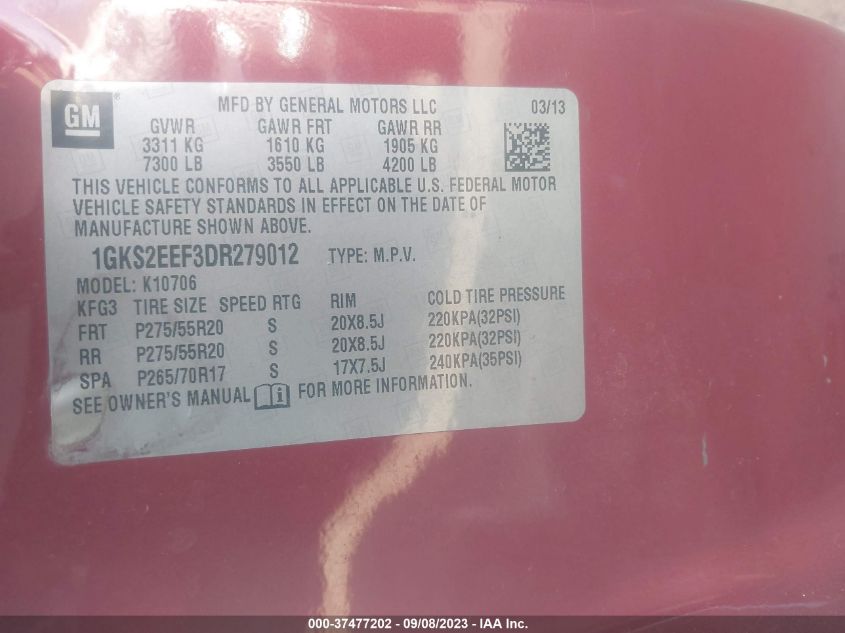 GM
®
MFD BY GENERAL MOTORS LLC 03/13
GVWR GAWR FRT GAWR RR
3311 KG 1610 KG 1905 KG
7300 LB 3550 LB 4200 LB
THIS VEHICLE CONFORMS TO ALL APPLICABLE U.S. FEDERAL MOTOR
VEHICLE SAFETY STANDARDS IN EFFECT ON THE DATE OF
MANUFACTURE SHOWN ABOVE.
1GKS2EEF3DR279012 TYPE: M.P.V.
MODEL: K10706
KFG3 TIRE SIZE SPEED RTG RIM COLD TIRE PRESSURE
FRT P275/55R20 S 20X8.5J 220KPA(32PSI)
RR P275/55R20 S 20X8.5J 220KPA(32PSI)
SPA P265/70R17 S 17X7.5J 240KPA(35PSI)
SEE OWNER'S MANUAL FOR MORE INFORMATION.
000-37477202 - 09/08/2023 - IAA Inc.